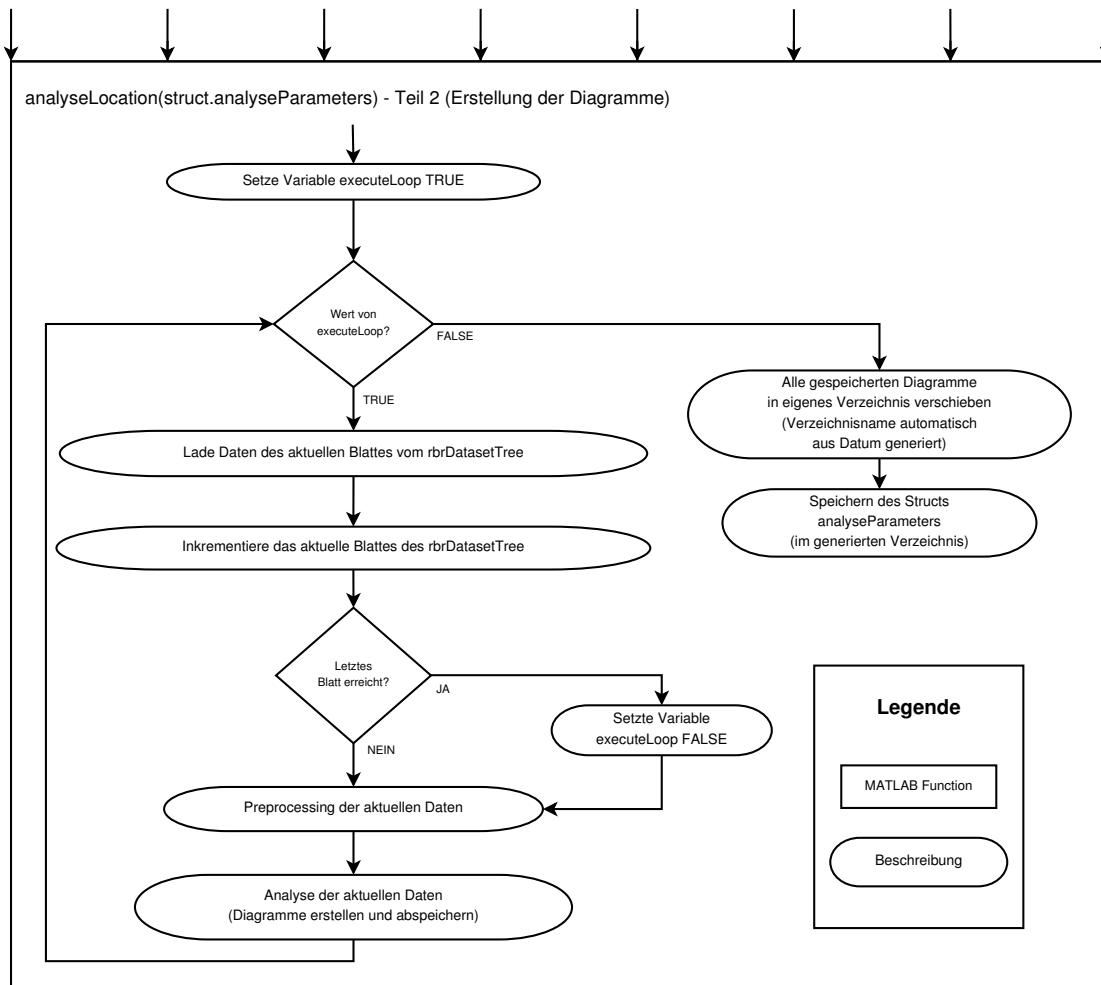 analyseLocation(struct.analyseParameters) - Teil 2 (Erstellung der Diagramme)
Setze Variable executeLoop TRUE
Wert von
executeLoop?
FALSE
TRUE
Alle gespeicherten Diagramme
in eigenes Verzeichnis verschieben
(Verzeichnisname automatisch
aus Datum generiert)
Lade Daten des aktuellen Blattes vom rbrDatasetTree
Speichern des Structs
analyseParameters
(im generierten Verzeichnis)
Inkrementiere das aktuelle Blattes des rbrDatasetTree
Letztes
Blatt erreicht?
JA
NEIN
Setzte Variable
executeLoop FALSE
Preprocessing der aktuellen Daten
Analyse der aktuellen Daten
(Diagramme erstellen und abspeichern)
Legende
MATLAB Function
Beschreibung